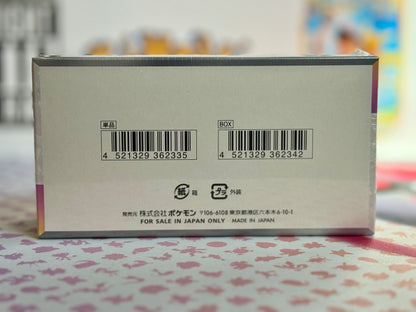 単品 BOX
4 521329 362335 4 521329 362342
紙 箱 プラ 外装
発売元 株式会社ポケモン 〒106-6108 東京都港区六本木6-10-1
FOR SALE IN JAPAN ONLY MADE IN JAPAN